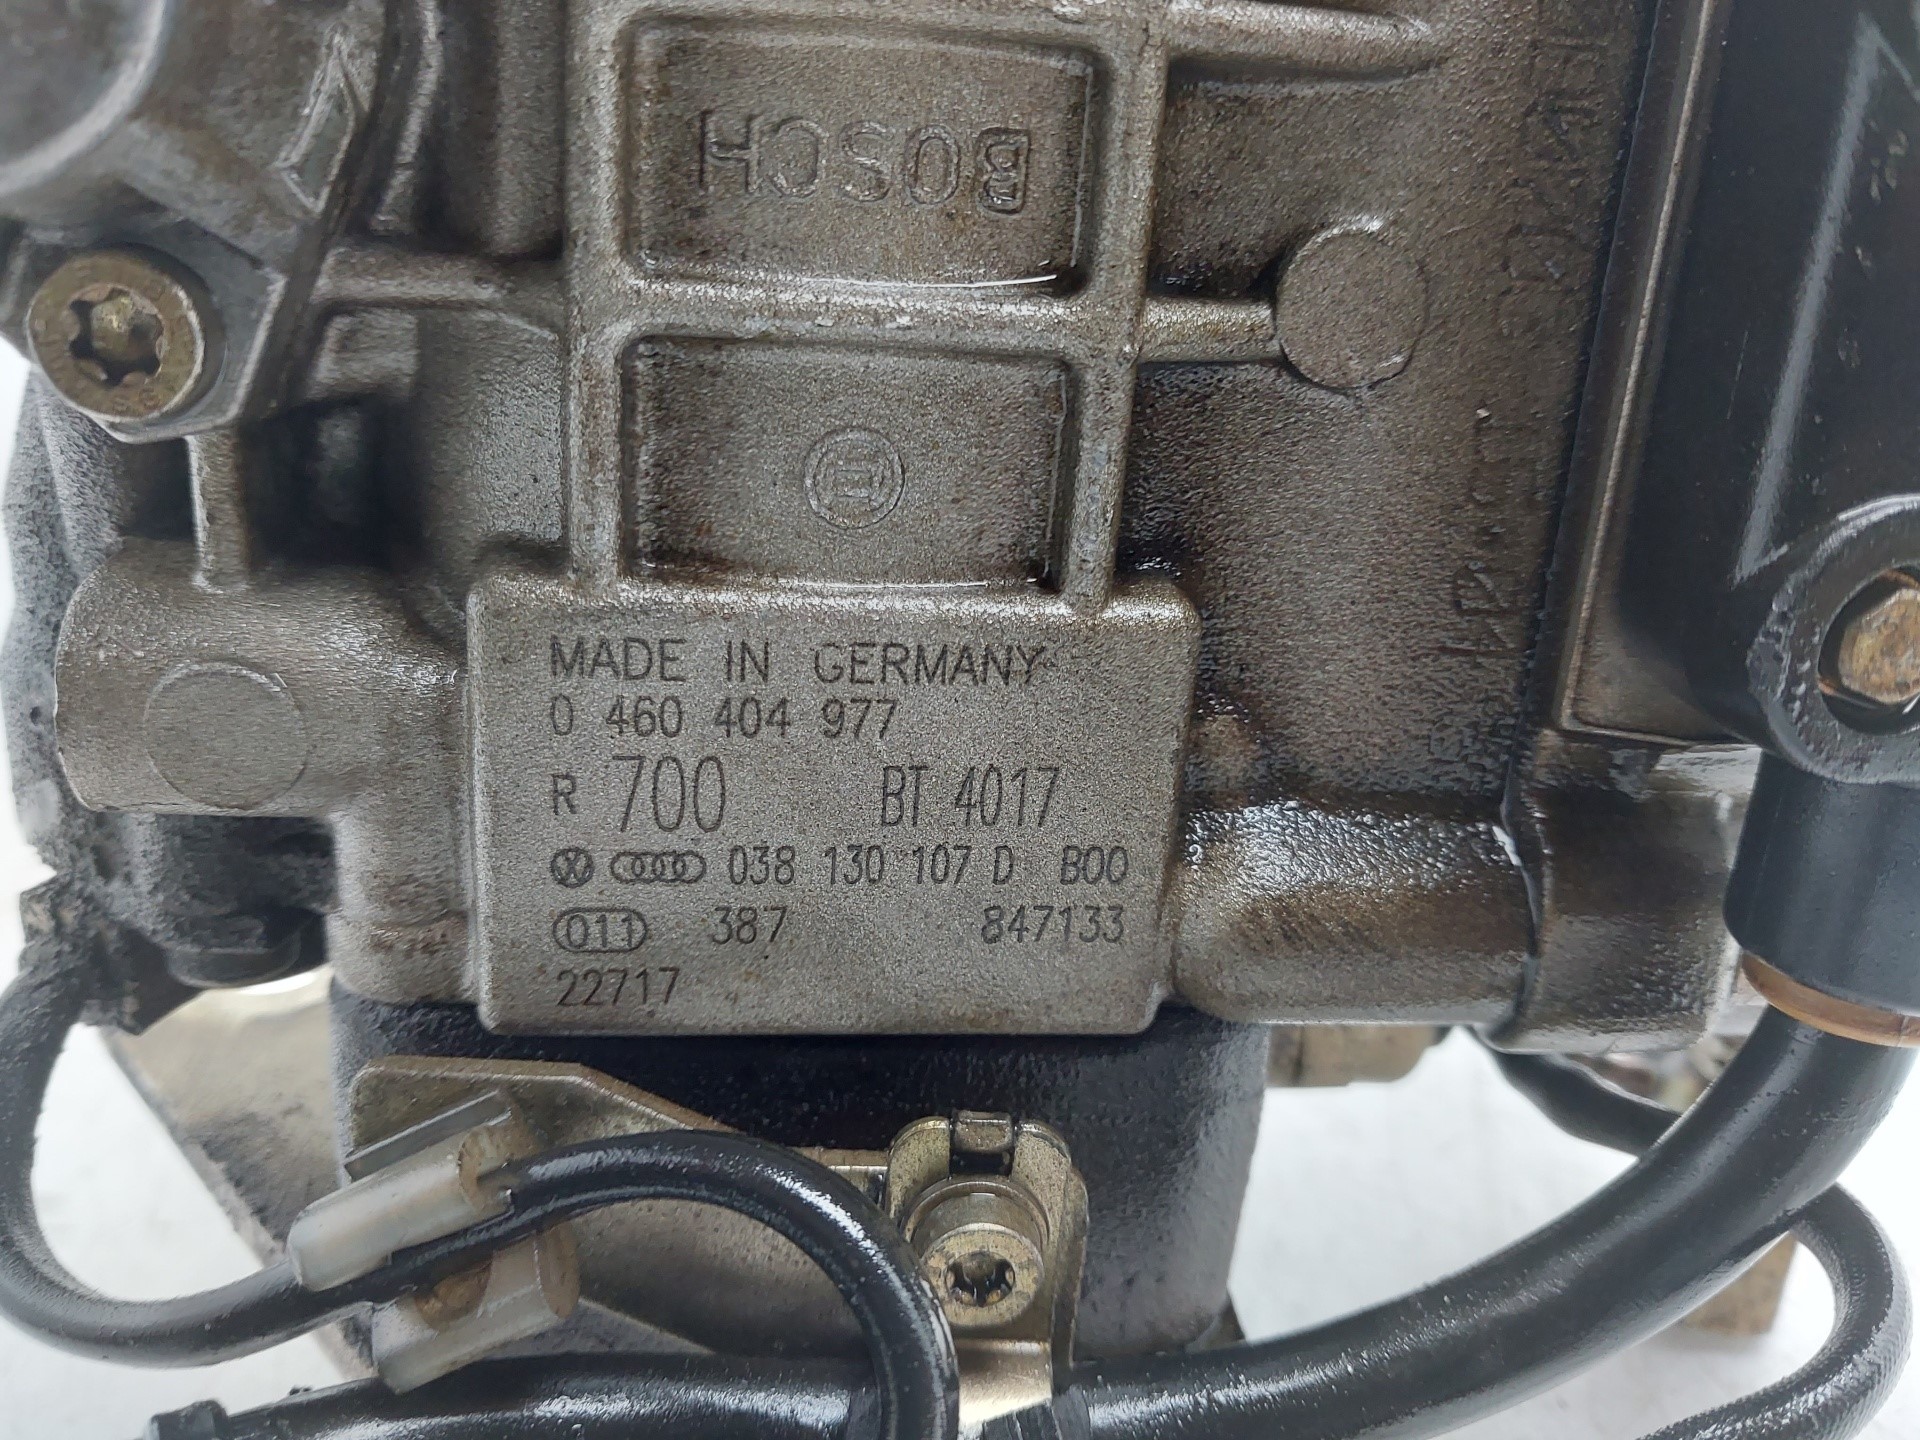 BOSCH
MADE IN GERMANY
0 460 404 977
R 700 BT 4017
038 130 107 D B00
011 387 847133
22717